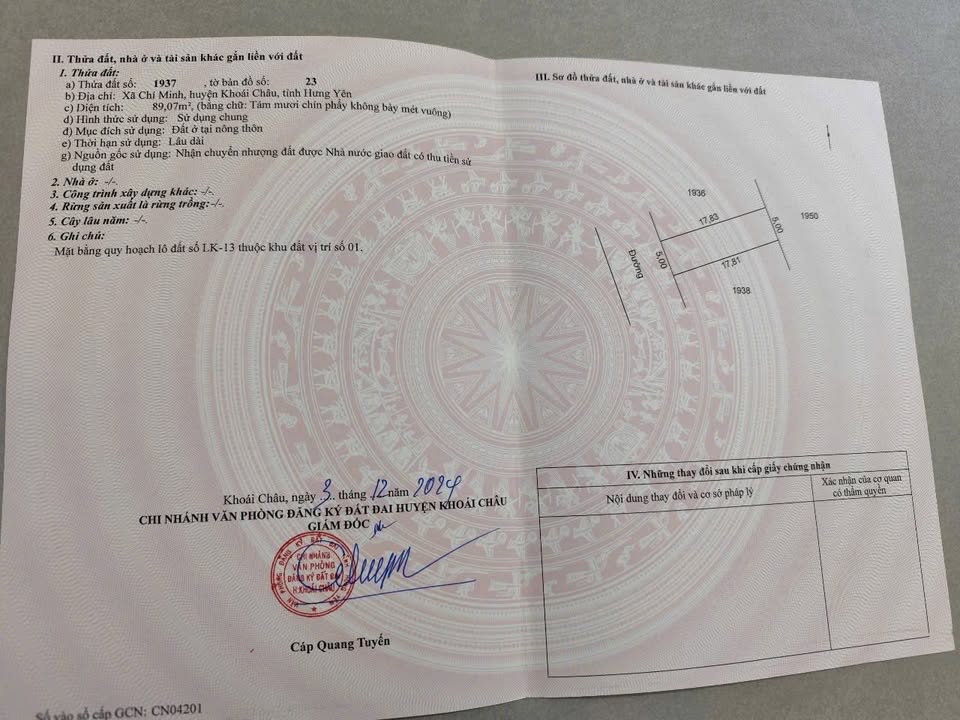 II. Thửa đất, nhà ở và tài sản khác gắn liền với đất
1. Thửa đất:
a) Thửa đất số: 1937 , tờ bản đồ số: 23
b) Địa chỉ: Xã Chí Minh, huyện Khoái Châu, tỉnh Hưng Yên
c) Diện tích: 89,07m², (bằng chữ: Tám mươi chín phẩy không bảy mét vuông)
d) Hình thức sử dụng: Sử dụng chung
đ) Mục đích sử dụng: Đất ở tại nông thôn
e) Thời hạn sử dụng: Lâu dài
g) Nguồn gốc sử dụng: Nhận chuyển nhượng đất được Nhà nước giao đất có thu tiền sử
dụng đất
2. Nhà ở: -/-.
3. Công trình xây dựng khác: -/-.
4. Rừng sản xuất là rừng trồng:-/-.
5. Cây lâu năm: -/-.
6. Ghi chú:
Mặt bằng quy hoạch lô đất số LK-13 thuộc khu đất vị trí số 01.
Khoái Châu, ngày 3. tháng 12 năm 2024
CHI NHÁNH VĂN PHÒNG ĐĂNG KÝ ĐẤT ĐAI HUYỆN KHOÁI CHÂU
GIÁM ĐỐC
CHI NHÁNH
VĂN PHÒNG
ĐĂNG KÝ ĐẤT ĐAI
H.KHOÁI CHÂU
Cáp Quang Tuyến
Số vào sổ cấp GCN: CN04201
III. Sơ đồ thửa đất, nhà ở và tài sản khác gắn liền với đất
1936
1950
17,83
5,00
5,00
Đường
17,81
1938
IV. Những thay đổi sau khi cấp giấy chứng nhận
Nội dung thay đổi và cơ sở pháp lý
Xác nhận của cơ quan
có thẩm quyền